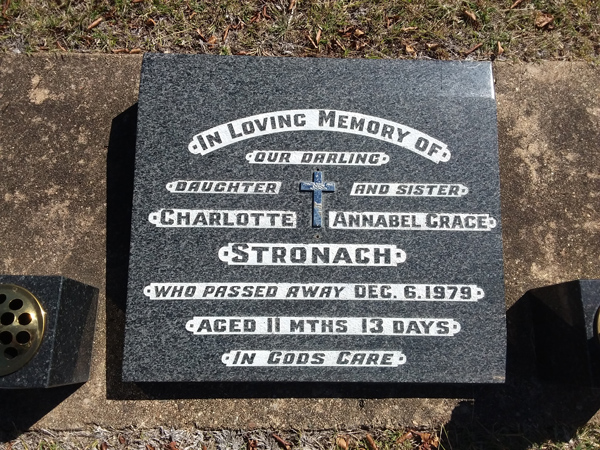 IN LOVING MEMORY OF
OUR DARLING
DAUGHTER AND SISTER
CHARLOTTE ANNABEL GRACE
STRONACH
WHO PASSED AWAY DEC. 6. 1979
AGED 11 MTHS 13 DAYS
IN GODS CARE